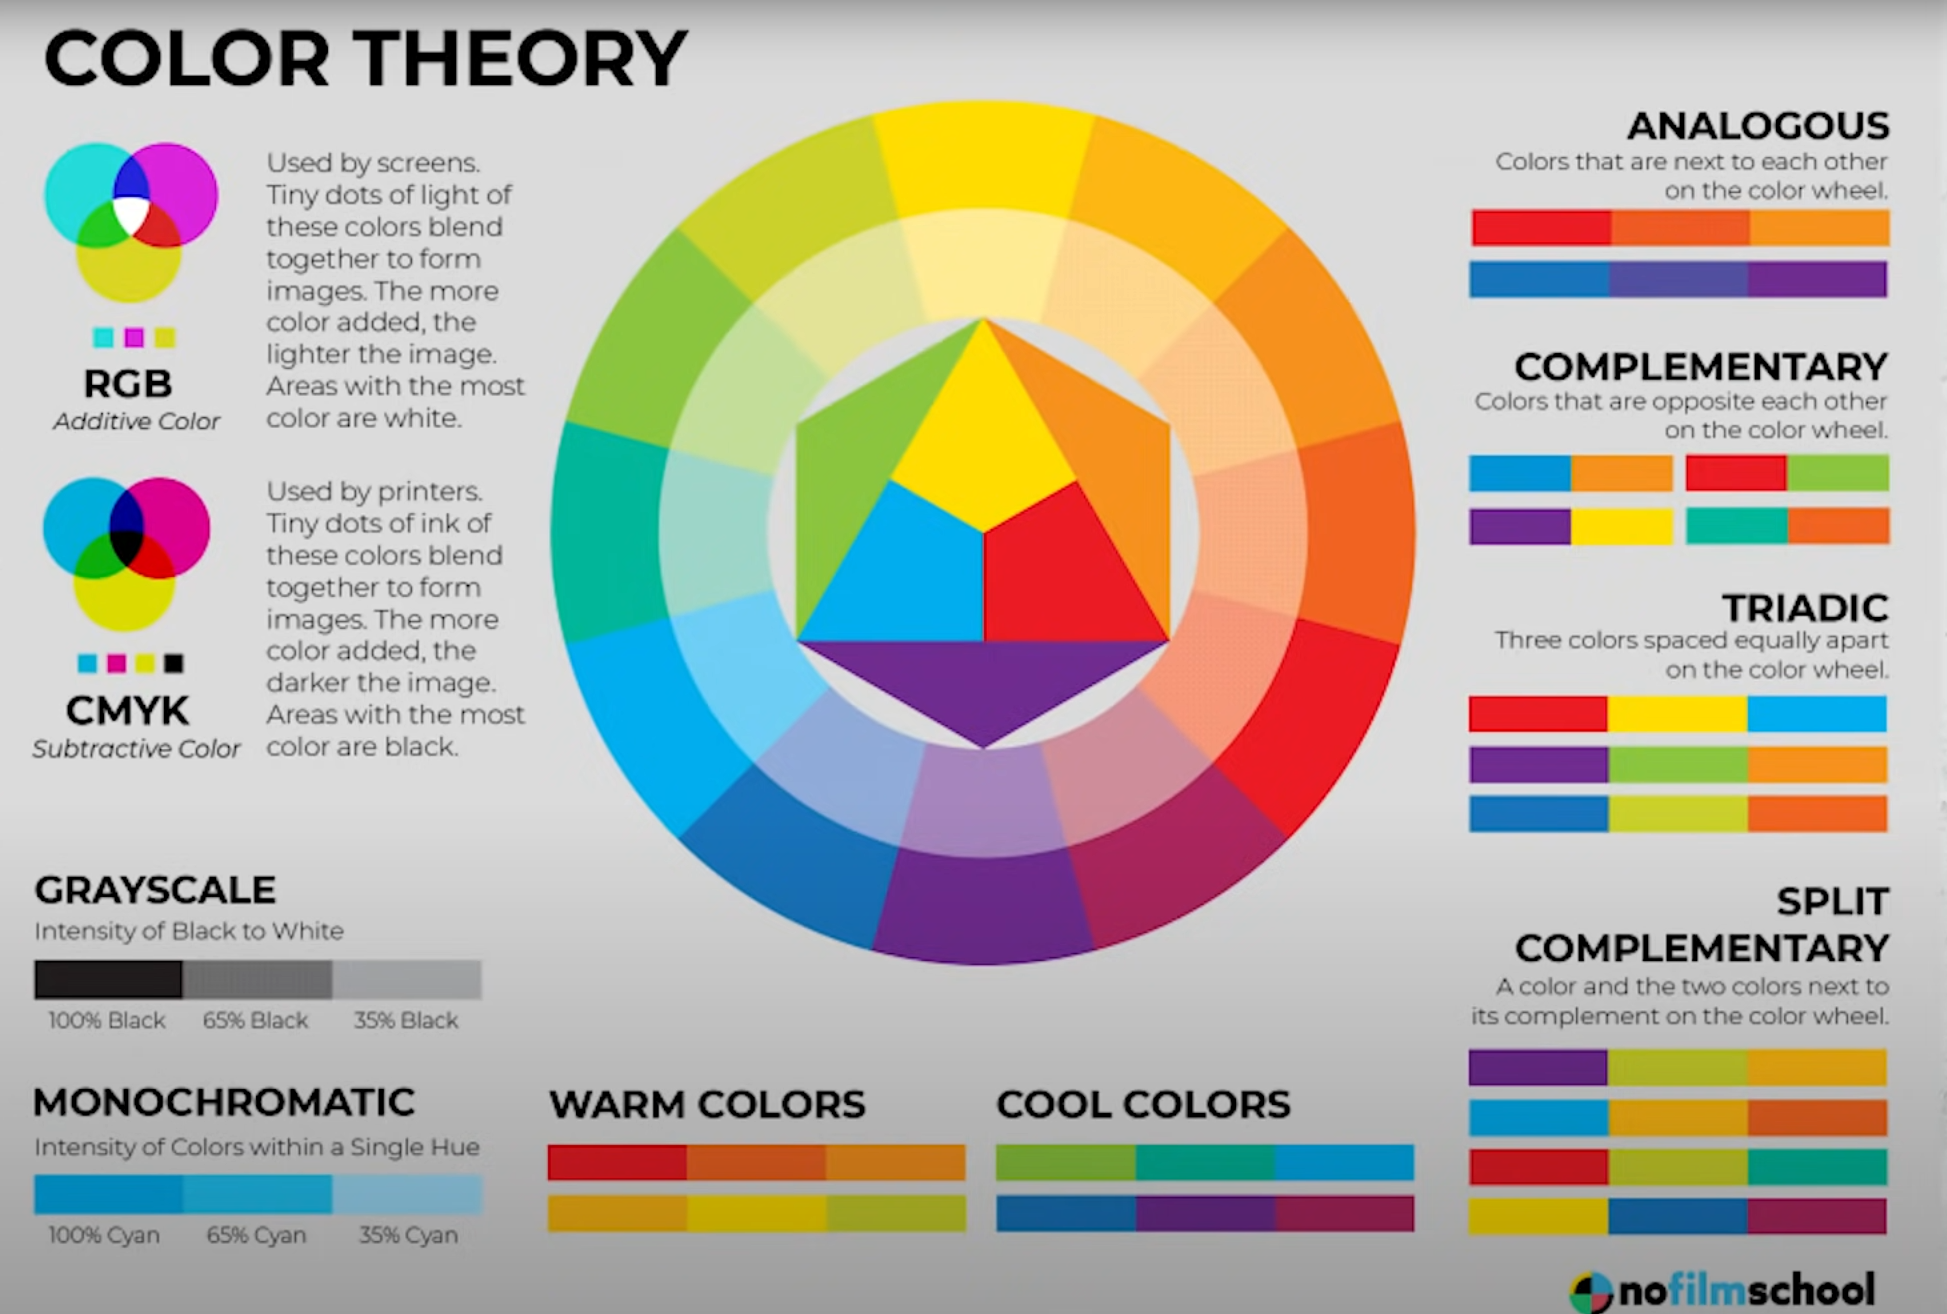 COLOR THEORY
Used by screens.
Tiny dots of light of
these colors blend
together to form
images. The more
color added, the
lighter the image.
Areas with the most
color are white.
RGB
Additive Color
Used by printers.
Tiny dots of ink of
these colors blend
together to form
images. The more
color added, the
darker the image.
Areas with the most
color are black.
CMYK
Subtractive Color
GRAYSCALE
Intensity of Black to White
100% Black 65% Black 35% Black
MONOCHROMATIC
Intensity of Colors within a Single Hue
100% Cyan 65% Cyan 35% Cyan
WARM COLORS
COOL COLORS
ANALOGOUS
Colors that are next to each other
on the color wheel.
COMPLEMENTARY
Colors that are opposite each other
on the color wheel.
TRIADIC
Three colors spaced equally apart
on the color wheel.
SPLIT
COMPLEMENTARY
A color and the two colors next to
its complement on the color wheel.
nofilmschool